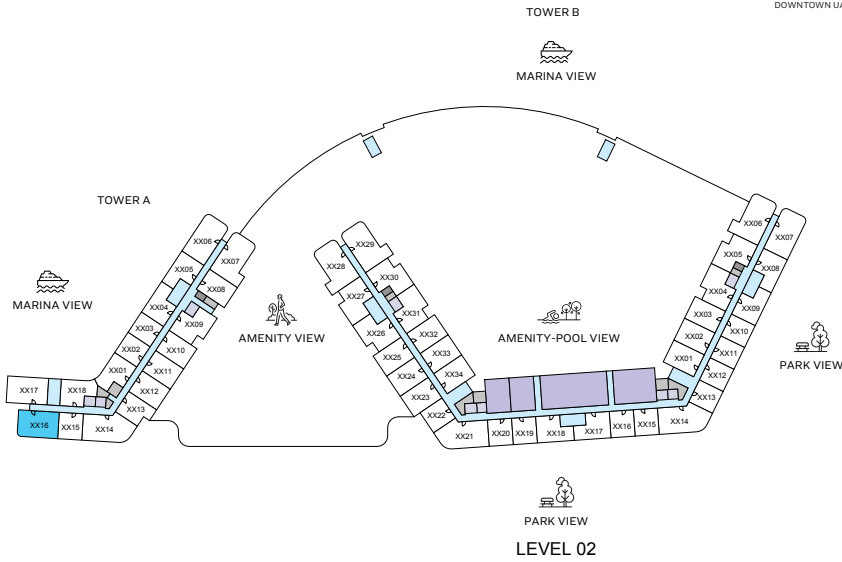 DOWNTOWN UA
TOWER B
MARINA VIEW
TOWER A
XX06
XX07
XX05
XX08
XX04
XX09
XX03
XX10
XX02
XX11
XX01
XX12
XX13
XX17
XX18
XX16
XX15
XX14
MARINA VIEW
AMENITY VIEW
XX29
XX28
XX30
XX27
XX31
XX26
XX32
XX25
XX33
XX24
XX34
XX23
XX22
XX21
XX20
XX19
XX18
XX17
XX16
XX15
XX14
AMENITY-POOL VIEW
XX06
XX07
XX05
XX08
XX04
XX09
XX03
XX10
XX02
XX11
XX01
XX12
XX13
PARK VIEW
PARK VIEW
LEVEL 02